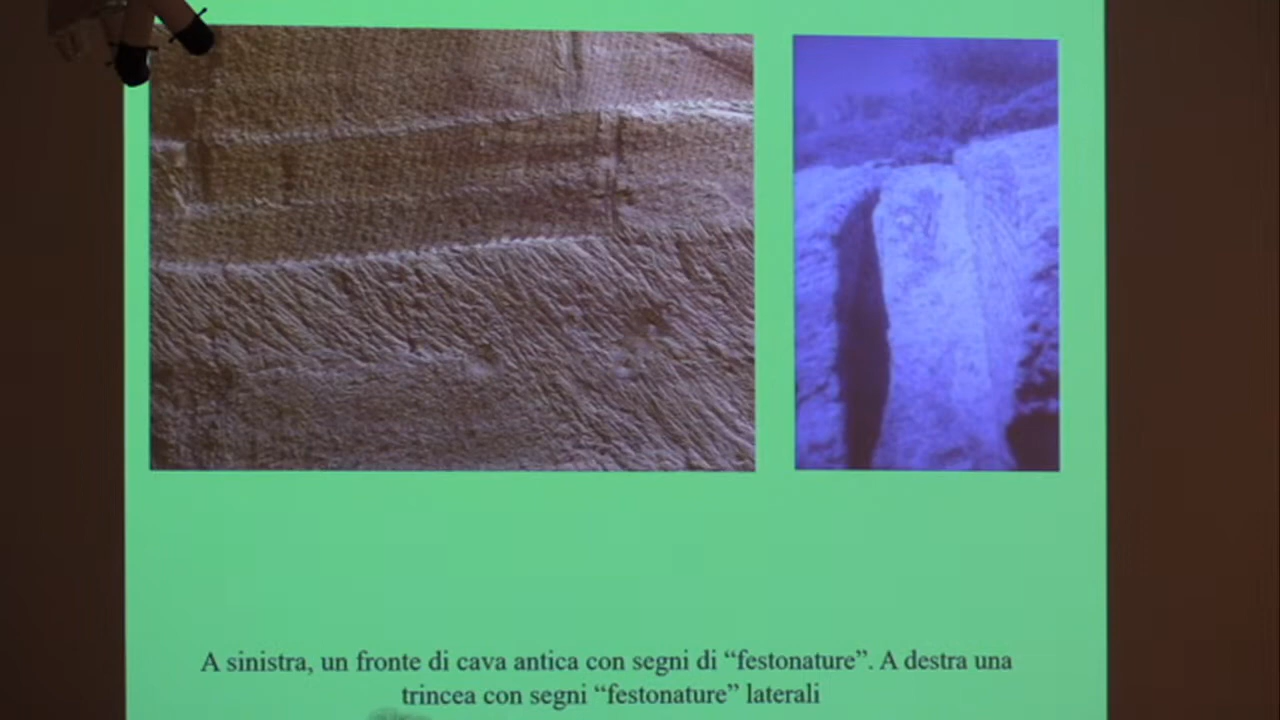 A sinistra, un fronte di cava antica con segni di “festonature”. A destra una
trincea con segni “festonature” laterali